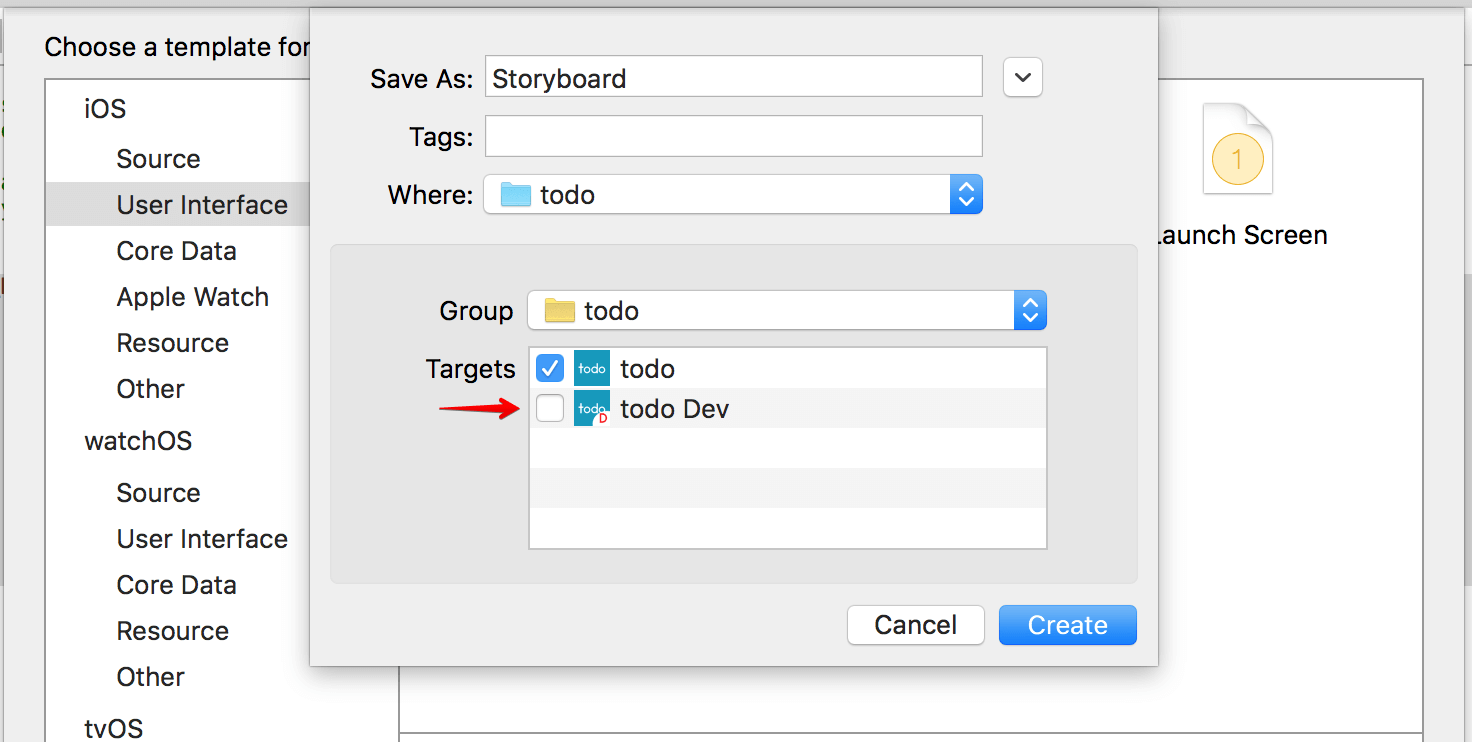 Choose a template for
iOS
Source
User Interface
Core Data
Apple Watch
Resource
Other
watchOS
Source
User Interface
Core Data
Resource
Other
tvOS
Save As: Storyboard
Tags:
Where: todo
Group todo
Targets todo todo
todo D todo Dev
Cancel Create
1
Launch Screen